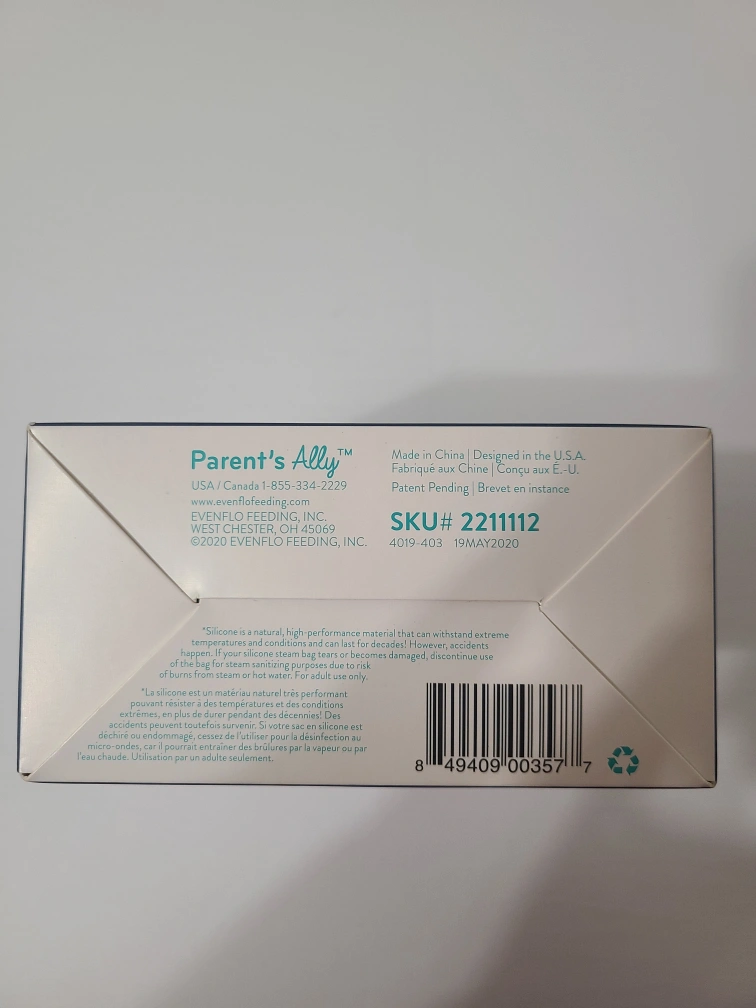 Parent's Ally™
USA / Canada 1-855-334-2229
www.evenflofeeding.com
EVENFLO FEEDING, INC.
WEST CHESTER, OH 45069
©2020 EVENFLO FEEDING, INC.
Made in China | Designed in the U.S.A.
Fabriqué aux Chine | Conçu aux É.-U.
Patent Pending | Brevet en instance
SKU# 2211112
4019-403 19MAY2020
*Silicone is a natural, high-performance material that can withstand extreme
temperatures and conditions and can last for decades! However, accidents
happen. If your silicone steam bag tears or becomes damaged, discontinue use
of the bag for steam sanitizing purposes due to risk
of burns from steam or hot water. For adult use only.
*La silicone est un matériau naturel très performant
pouvant résister à des températures et des conditions
extrêmes, en plus de durer pendant des décennies! Des
accidents peuvent toutefois survenir. Si votre sac en silicone est
déchiré ou endommagé, cessez de l'utiliser pour la désinfection au
micro-ondes, car il pourrait entraîner des brûlures par la vapeur ou par
l'eau chaude. Utilisation par un adulte seulement.
8 49409 00357 7